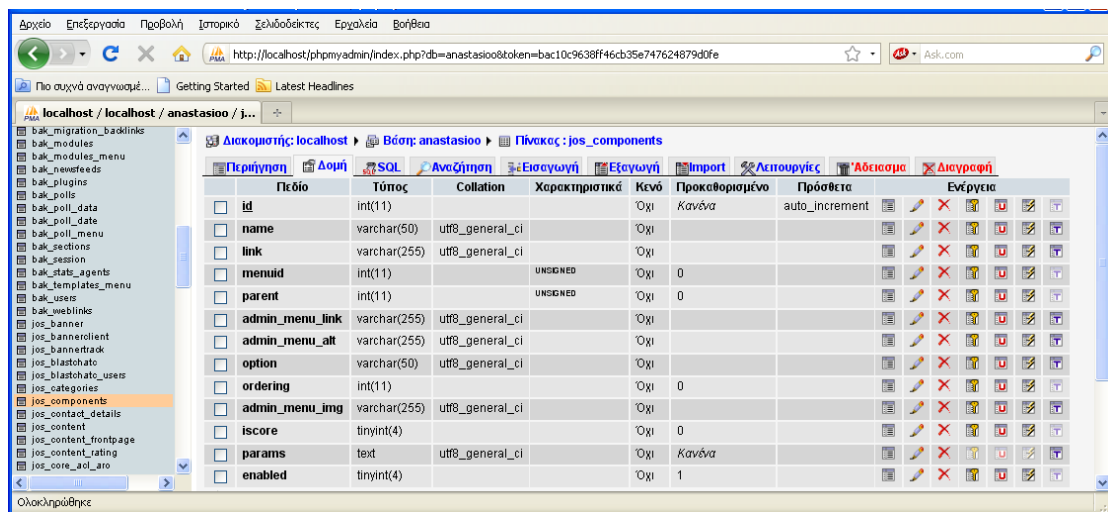 Αρχείο Επεξεργασία Προβολή Ιστορικό Σελιδοδείκτες Εργαλεία Βοήθεια
http://localhost/phpmyadmin/index.php?db=anastasioo&token=bac10c9638ff46cb35e747624879d0fe Ask.com
Πιο συχνά αναγνωσμέ... Getting Started Latest Headlines
localhost / localhost / anastasioo / j...
bak_migration_backlinks
bak_modules
bak_modules_menu
bak_newsfeeds
bak_plugins
bak_polls
bak_poll_data
bak_poll_date
bak_poll_menu
bak_sections
bak_session
bak_stats_agents
bak_templates_menu
bak_users
bak_weblinks
jos_banner
jos_bannerclient
jos_bannertrack
jos_blastchatc
jos_blastchatc_users
jos_categories
jos_components
jos_contact_details
jos_content
jos_content_frontpage
jos_content_rating
jos_core_acl_aro
Διακομιστής: localhost Βάση: anastasioo Πίνακας : jos_components
Περιήγηση Δομή SQL Αναζήτηση Εισαγωγή Εξαγωγή Import Λειτουργίες Άδειασμα Διαγραφή
Πεδίο Τύπος Collation Χαρακτηριστικά Κενό Προκαθορισμένο Πρόσθετα Ενέργεια
id int(11) Όχι Κανένα auto_increment
name varchar(50) utf8_general_ci Όχι
link varchar(255) utf8_general_ci Όχι
menuid int(11) UNSIGNED Όχι 0
parent int(11) UNSIGNED Όχι 0
admin_menu_link varchar(255) utf8_general_ci Όχι
admin_menu_alt varchar(255) utf8_general_ci Όχι
option varchar(50) utf8_general_ci Όχι
ordering int(11) Όχι 0
admin_menu_img varchar(255) utf8_general_ci Όχι
iscore tinyint(4) Όχι 0
params text utf8_general_ci Όχι Κανένα
enabled tinyint(4) Όχι 1
Ολοκληρώθηκε